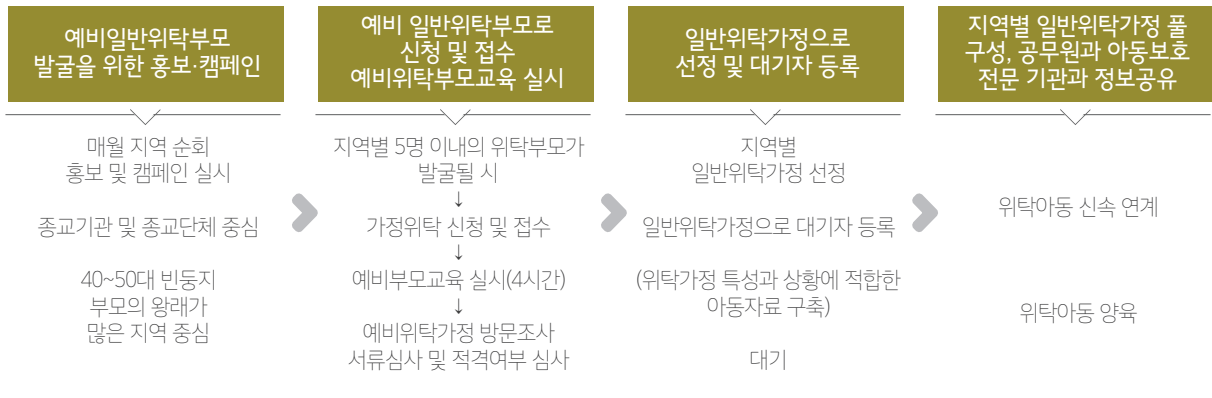 예비일반위탁부모
발굴을 위한 홍보·캠페인
매월 지역 순회
홍보 및 캠페인 실시
종교기관 및 종교단체 중심
40~50대 빈둥지
부모의 왕래가
많은 지역 중심
예비 일반위탁부모로
신청 및 접수
예비위탁부모교육 실시
지역별 5명 이내의 위탁부모가
발굴될 시
↓
가정위탁 신청 및 접수
↓
예비부모교육 실시(4시간)
↓
예비위탁가정 방문조사
서류심사 및 적격여부 심사
일반위탁가정으로
선정 및 대기자 등록
지역별
일반위탁가정 선정
일반위탁가정으로 대기자 등록
(위탁가정 특성과 상황에 적합한
아동자료 구축)
대기
지역별 일반위탁가정 풀
구성, 공무원과 아동보호
전문 기관과 정보공유
위탁아동 신속 연계
위탁아동 양육